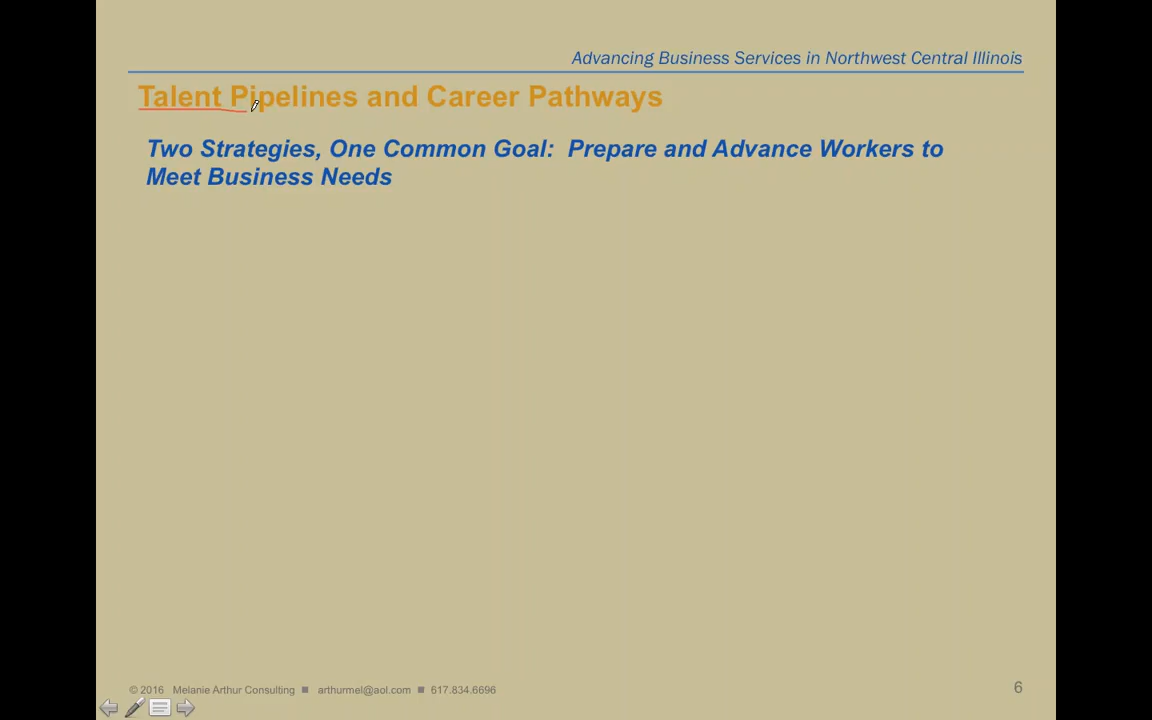 Advancing Business Services in Northwest Central Illinois
Talent Pipelines and Career Pathways
Two Strategies, One Common Goal:  Prepare and Advance Workers to
Meet Business Needs
© 2016   Melanie Arthur Consulting  ■  arthurmel@aol.com  ■  617.834.6696
6